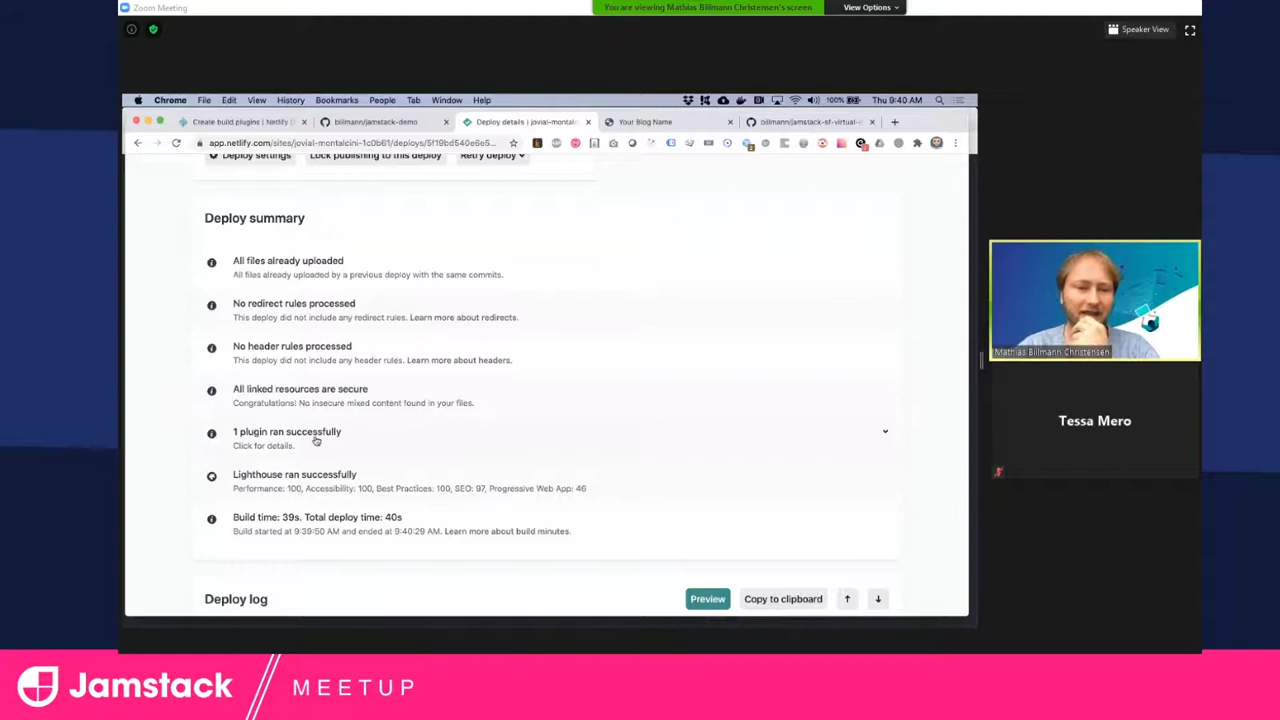 Zoom Meeting
You are viewing Mathias Biilmann Christensen's screen
View Options
Speaker View
Chrome File Edit View History Bookmarks People Tab Window Help
100%
Thu 9:40 AM
Create build plugins | Netlify D
biilmann/jamstack-demo
Deploy details | jovial-montalci
Your Blog Name
biilmann/jamstack-sf-virtual-
app.netlify.com/sites/jovial-montalcini-1c0b61/deploys/5f19bd540e6e5...
Deploy settings
Lock publishing to this deploy
Retry deploy
Deploy summary
All files already uploaded
All files already uploaded by a previous deploy with the same commits.
No redirect rules processed
This deploy did not include any redirect rules. Learn more about redirects.
No header rules processed
This deploy did not include any header rules. Learn more about headers.
All linked resources are secure
Congratulations! No insecure mixed content found in your files.
1 plugin ran successfully
Click for details.
Lighthouse ran successfully
Performance: 100, Accessibility: 100, Best Practices: 100, SEO: 97, Progressive Web App: 46
Build time: 39s. Total deploy time: 40s
Build started at 9:39:50 AM and ended at 9:40:29 AM. Learn more about build minutes.
Deploy log
Preview
Copy to clipboard
Mathias Biilmann Christensen
Tessa Mero
Jamstack
MEETUP